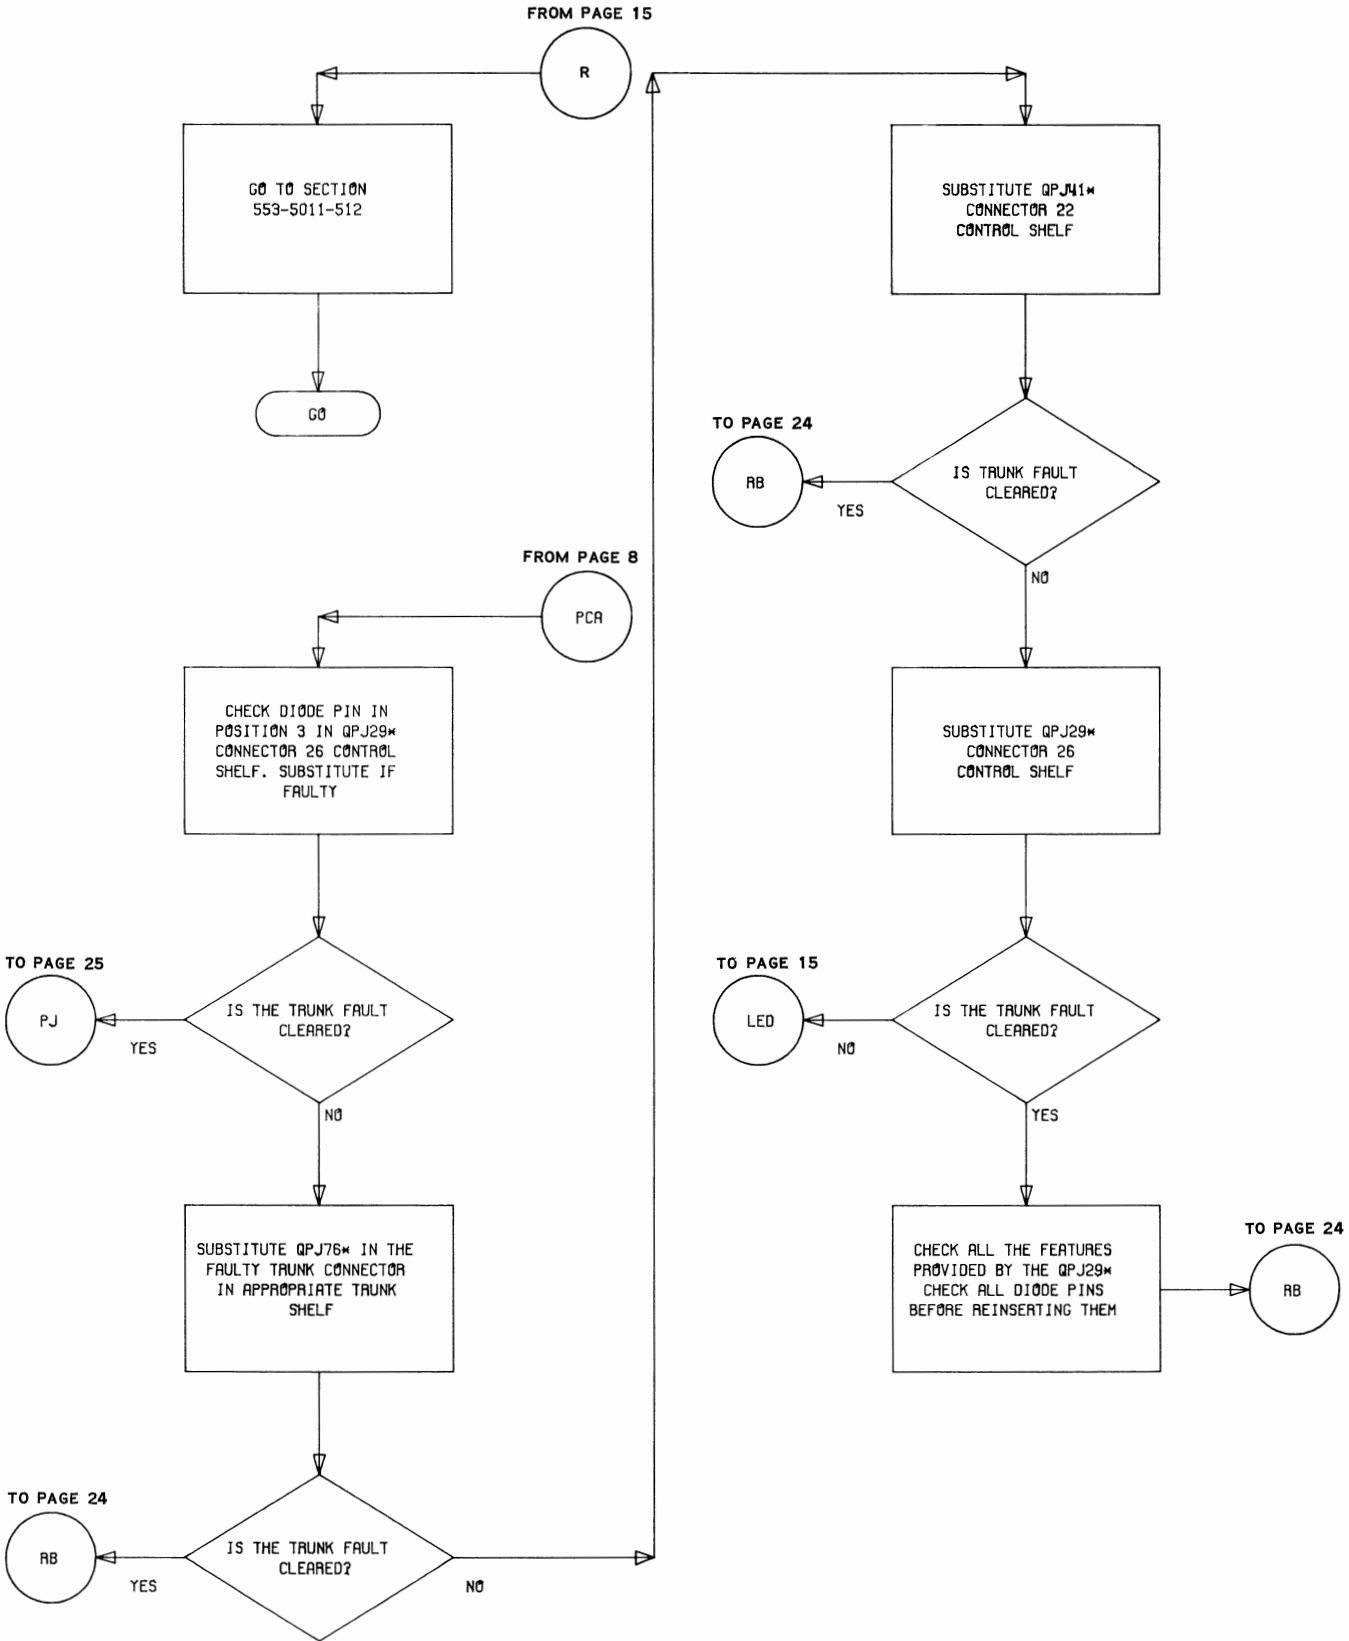 FROM PAGE 15
R
GO TO SECTION
553-5011-512
GO
FROM PAGE 8
PCA
CHECK DIODE PIN IN
POSITION 3 IN QPJ29*
CONNECTOR 26 CONTROL
SHELF. SUBSTITUTE IF
FAULTY
IS THE TRUNK FAULT
CLEARED?
TO PAGE 25
PJ
YES
NO
SUBSTITUTE QPJ76* IN THE
FAULTY TRUNK CONNECTOR
IN APPROPRIATE TRUNK
SHELF
IS THE TRUNK FAULT
CLEARED?
TO PAGE 24
RB
YES
NO
SUBSTITUTE QPJ41*
CONNECTOR 22
CONTROL SHELF
IS TRUNK FAULT
CLEARED?
TO PAGE 24
RB
YES
NO
SUBSTITUTE QPJ29*
CONNECTOR 26
CONTROL SHELF
IS THE TRUNK FAULT
CLEARED?
TO PAGE 15
LED
NO
YES
CHECK ALL THE FEATURES
PROVIDED BY THE QPJ29*
CHECK ALL DIODE PINS
BEFORE REINSERTING THEM
TO PAGE 24
RB